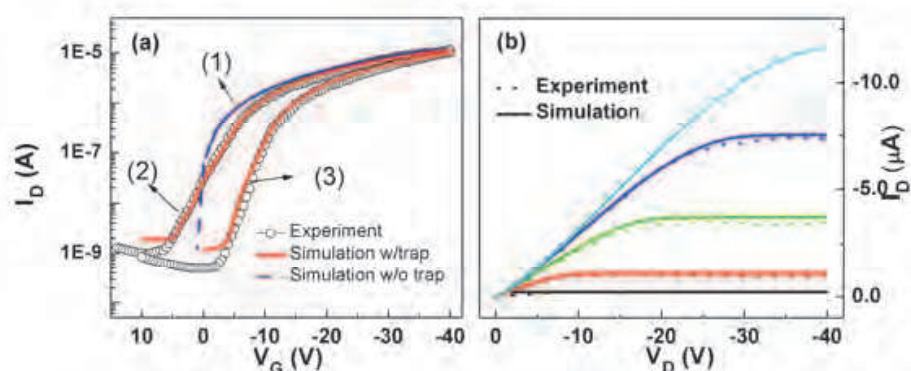 (a)
(1)
(2)
(3)
Experiment
Simulation w/trap
Simulation w/o trap
1E-5
1E-7
1E-9
I_D (A)
10 0 -10 -20 -30 -40
V_G (V)
(b)
Experiment
Simulation
-10.0
-5.0
0.0
I_D (μA)
0 -10 -20 -30 -40
V_D (V)